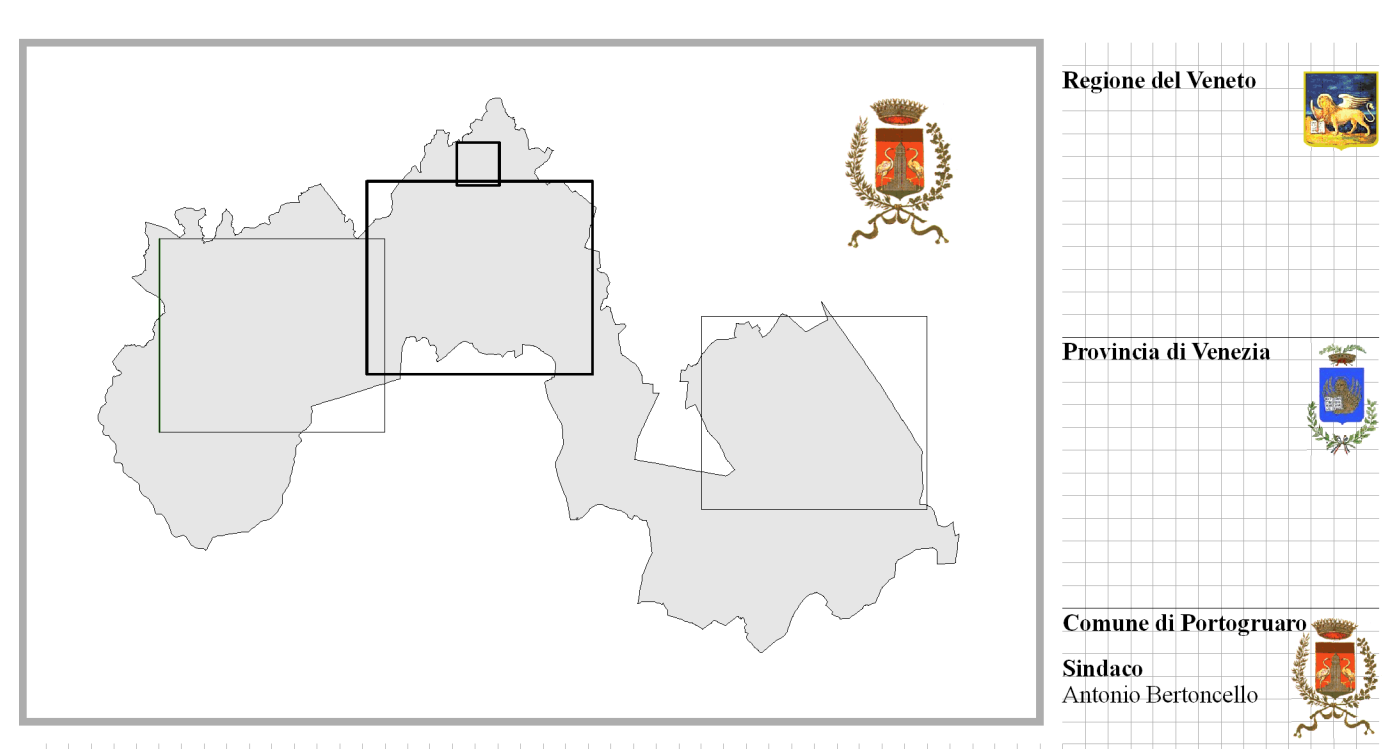 Regione del Veneto
Provincia di Venezia
Comune di Portogruaro
Sindaco
Antonio Bertoncello